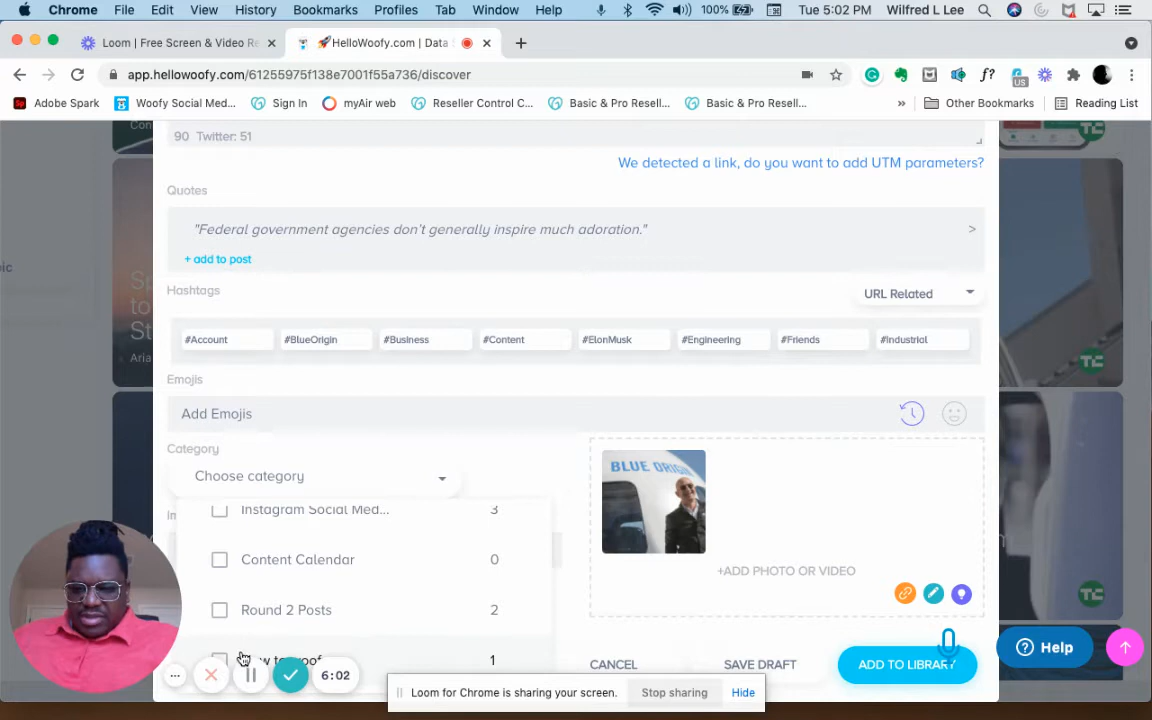 Chrome File Edit View History Bookmarks Profiles Tab Window Help 100% Tue 5:02 PM Wilfred L Lee
Loom | Free Screen & Video Re × 🚀HelloWoofy.com | Data × +
app.hellowoofy.com/61255975f138e7001f55a736/discover
Adobe Spark Woofy Social Med... Sign In myAir web Reseller Control C... Basic & Pro Resell... Basic & Pro Resell... » Other Bookmarks Reading List
US
90 Twitter: 51
We detected a link, do you want to add UTM parameters?
Quotes
"Federal government agencies don't generally inspire much adoration." >
+ add to post
Hashtags
URL Related
#Account #BlueOrigin #Business #Content #ElonMusk #Engineering #Friends #Industrial
Emojis
Add Emojis
Category
Choose category
BLUE ORIGIN
Instagram Social Med... 3
Content Calendar 0
+ADD PHOTO OR VIDEO
Round 2 Posts 2
1
CANCEL SAVE DRAFT ADD TO LIBRARY
Help
6:02
Loom for Chrome is sharing your screen. Stop sharing Hide